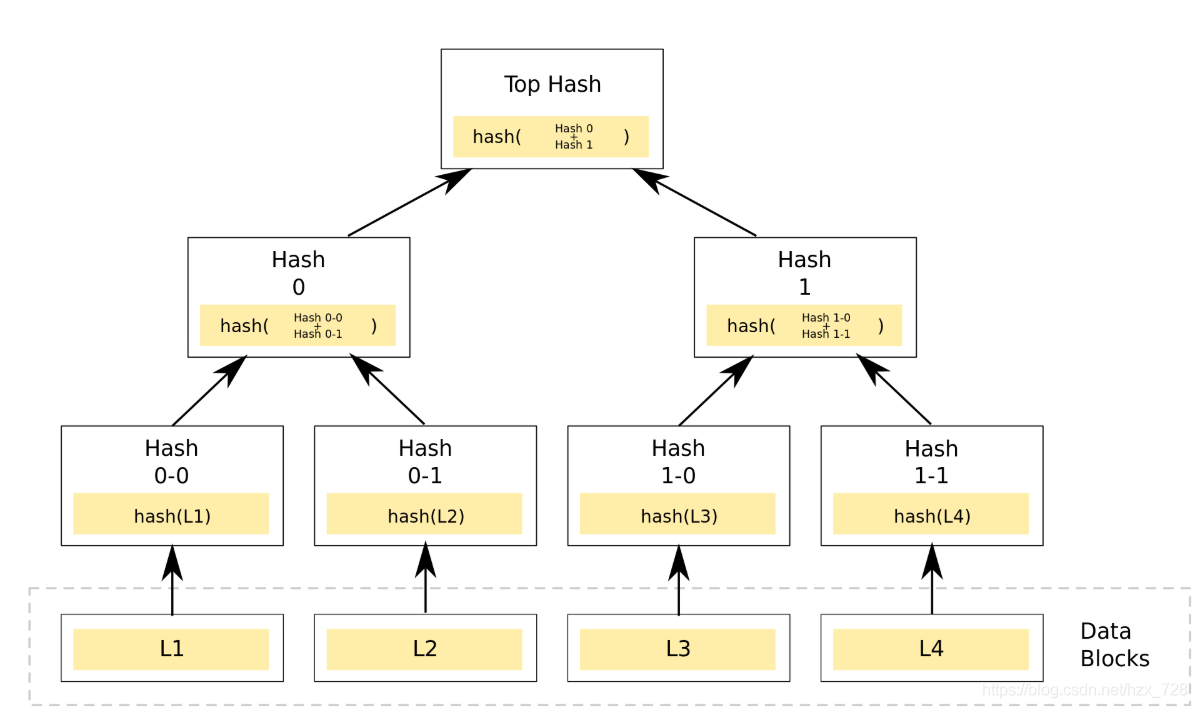 Top Hash
hash( Hash 0 + Hash 1 )
Hash
0
hash( Hash 0-0 + Hash 0-1 )
Hash
1
hash( Hash 1-0 + Hash 1-1 )
Hash
0-0
hash(L1)
Hash
0-1
hash(L2)
Hash
1-0
hash(L3)
Hash
1-1
hash(L4)
L1
L2
L3
L4
Data
Blocks
https://blog.csdn.net/hzx_728